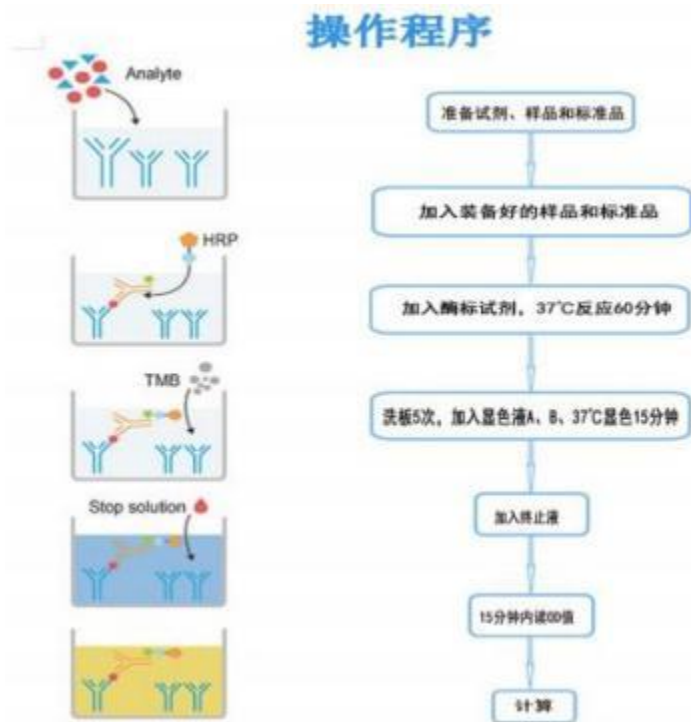 操作程序
Analyte
准备试剂、样品和标准品
加入装备好的样品和标准品
HRP
加入酶标试剂，37℃反应60分钟
TMB
洗板5次，加入显色液A、B、37℃显色15分钟
Stop solution
加入终止液
15分钟内读OD值
计算